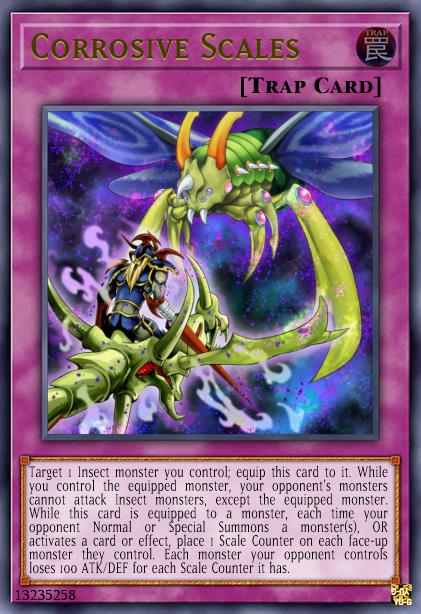 CORROSIVE SCALES
TRAP
罠
[TRAP CARD]
Target 1 Insect monster you control; equip this card to it. While
you control the equipped monster, your opponent's monsters
cannot attack Insect monsters, except the equipped monster.
While this card is equipped to a monster, each time your
opponent Normal or Special Summons a monster(s), OR
activates a card or effect, place 1 Scale Counter on each face-up
monster they control. Each monster your opponent controls
loses 100 ATK/DEF for each Scale Counter it has.
13235258